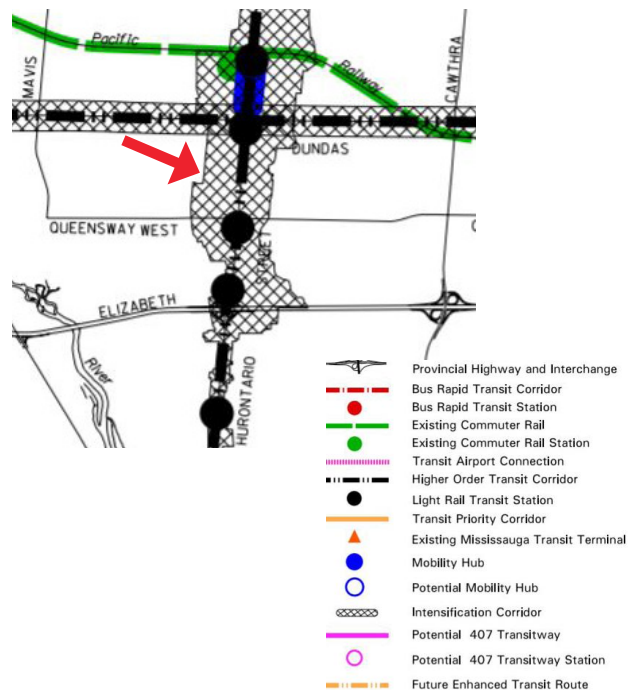 Pacific
Railway
MAVIS
CAWTHRA
DUNDAS
QUEENSWAY WEST
STREET
ELIZABETH
River
HURONTARIO
Provincial Highway and Interchange
Bus Rapid Transit Corridor
Bus Rapid Transit Station
Existing Commuter Rail
Existing Commuter Rail Station
Transit Airport Connection
Higher Order Transit Corridor
Light Rail Transit Station
Transit Priority Corridor
Existing Mississauga Transit Terminal
Mobility Hub
Potential Mobility Hub
Intensification Corridor
Potential 407 Transitway
Potential 407 Transitway Station
Future Enhanced Transit Route